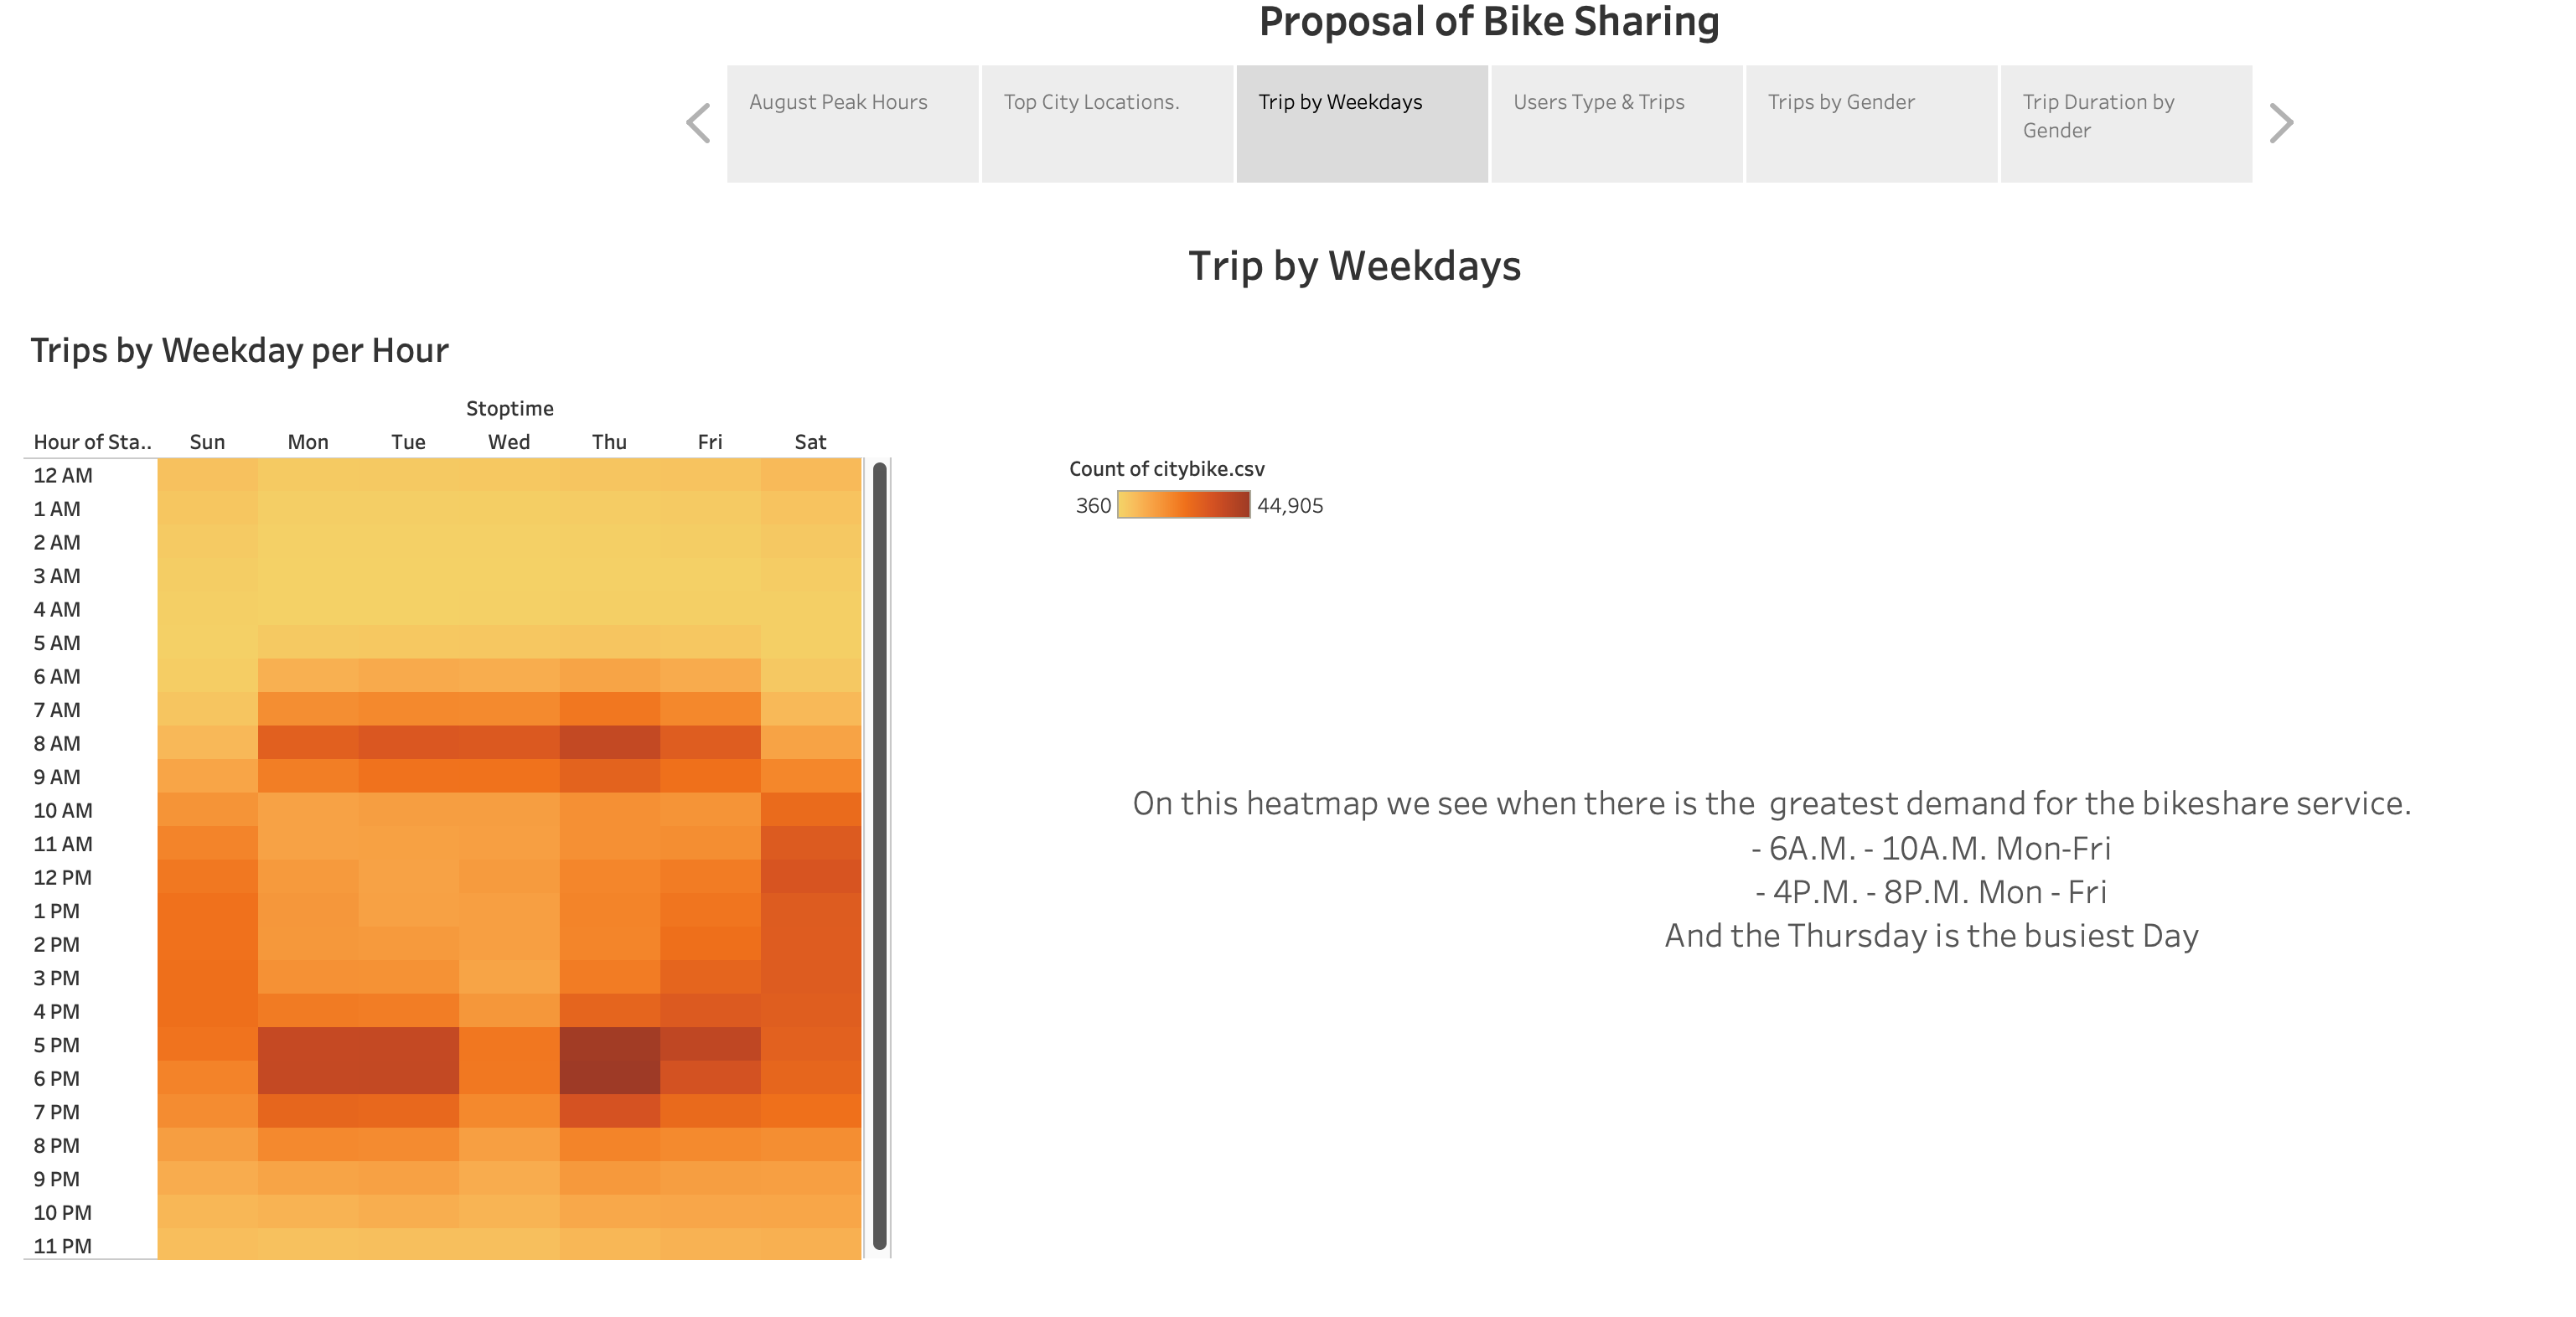 Proposal of Bike Sharing
August Peak Hours
Top City Locations.
Trip by Weekdays
Users Type & Trips
Trips by Gender
Trip Duration by
Gender
Trip by Weekdays
Trips by Weekday per Hour
Stoptime
Hour of Sta.. Sun Mon Tue Wed Thu Fri Sat
12 AM
1 AM
2 AM
3 AM
4 AM
5 AM
6 AM
7 AM
8 AM
9 AM
10 AM
11 AM
12 PM
1 PM
2 PM
3 PM
4 PM
5 PM
6 PM
7 PM
8 PM
9 PM
10 PM
11 PM
Count of citybike.csv
360 44,905
On this heatmap we see when there is the  greatest demand for the bikeshare service.
- 6A.M. - 10A.M. Mon-Fri
- 4P.M. - 8P.M. Mon - Fri
And the Thursday is the busiest Day